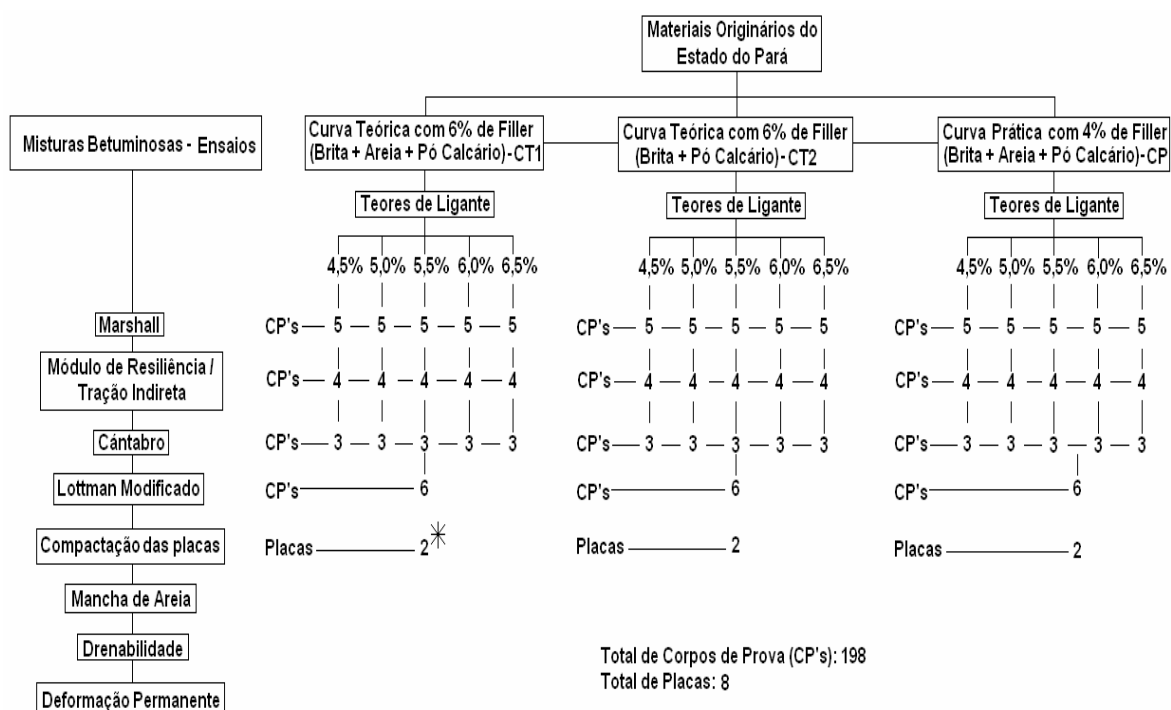 Materiais Originários do
Estado do Pará
Misturas Betuminosas - Ensaios
Curva Teórica com 6% de Filler
(Brita + Areia + Pó Calcário)-CT1
Curva Teórica com 6% de Filler
(Brita + Pó Calcário)-CT2
Curva Prática com 4% de Filler
(Brita + Areia + Pó Calcário)-CP
Teores de Ligante
Teores de Ligante
Teores de Ligante
4,5% 5,0% 5,5% 6,0% 6,5%
4,5% 5,0% 5,5% 6,0% 6,5%
4,5% 5,0% 5,5% 6,0% 6,5%
Marshall
CP's 5 5 5 5 5
CP's 5 5 5 5 5
CP's 5 5 5 5 5
Módulo de Resiliência /
Tração Indireta
CP's 4 4 4 4 4
CP's 4 4 4 4 4
CP's 4 4 4 4 4
Cántabro
CP's 3 3 3 3 3
CP's 3 3 3 3 3
CP's 3 3 3 3 3
Lottman Modificado
CP's 6
CP's 6
CP's 6
Compactação das placas
Placas 2*
Placas 2
Placas 2
Mancha de Areia
Drenabilidade
Deformação Permanente
Total de Corpos de Prova (CP's): 198
Total de Placas: 8